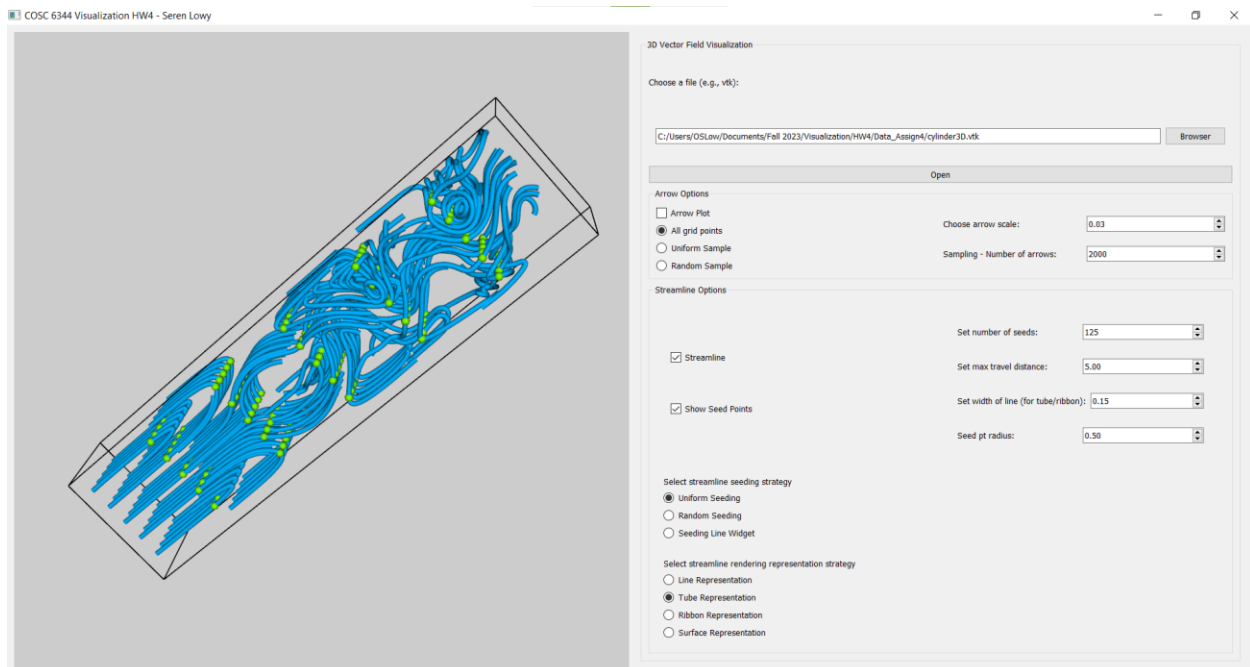 COSC 6344 Visualization HW4 - Seren Lowy
3D Vector Field Visualization
Choose a file (e.g., vtk):
C:/Users/OSLow/Documents/Fall 2023/Visualization/HW4/Data_Assign4/cylinder3D.vtk Browser
Open
Arrow Options
Arrow Plot
All grid points
Uniform Sample
Random Sample
Choose arrow scale: 0.03
Sampling - Number of arrows: 2000
Streamline Options
Streamline
Show Seed Points
Set number of seeds: 125
Set max travel distance: 5.00
Set width of line (for tube/ribbon): 0.15
Seed pt radius: 0.50
Select streamline seeding strategy
Uniform Seeding
Random Seeding
Seeding Line Widget
Select streamline rendering representation strategy
Line Representation
Tube Representation
Ribbon Representation
Surface Representation